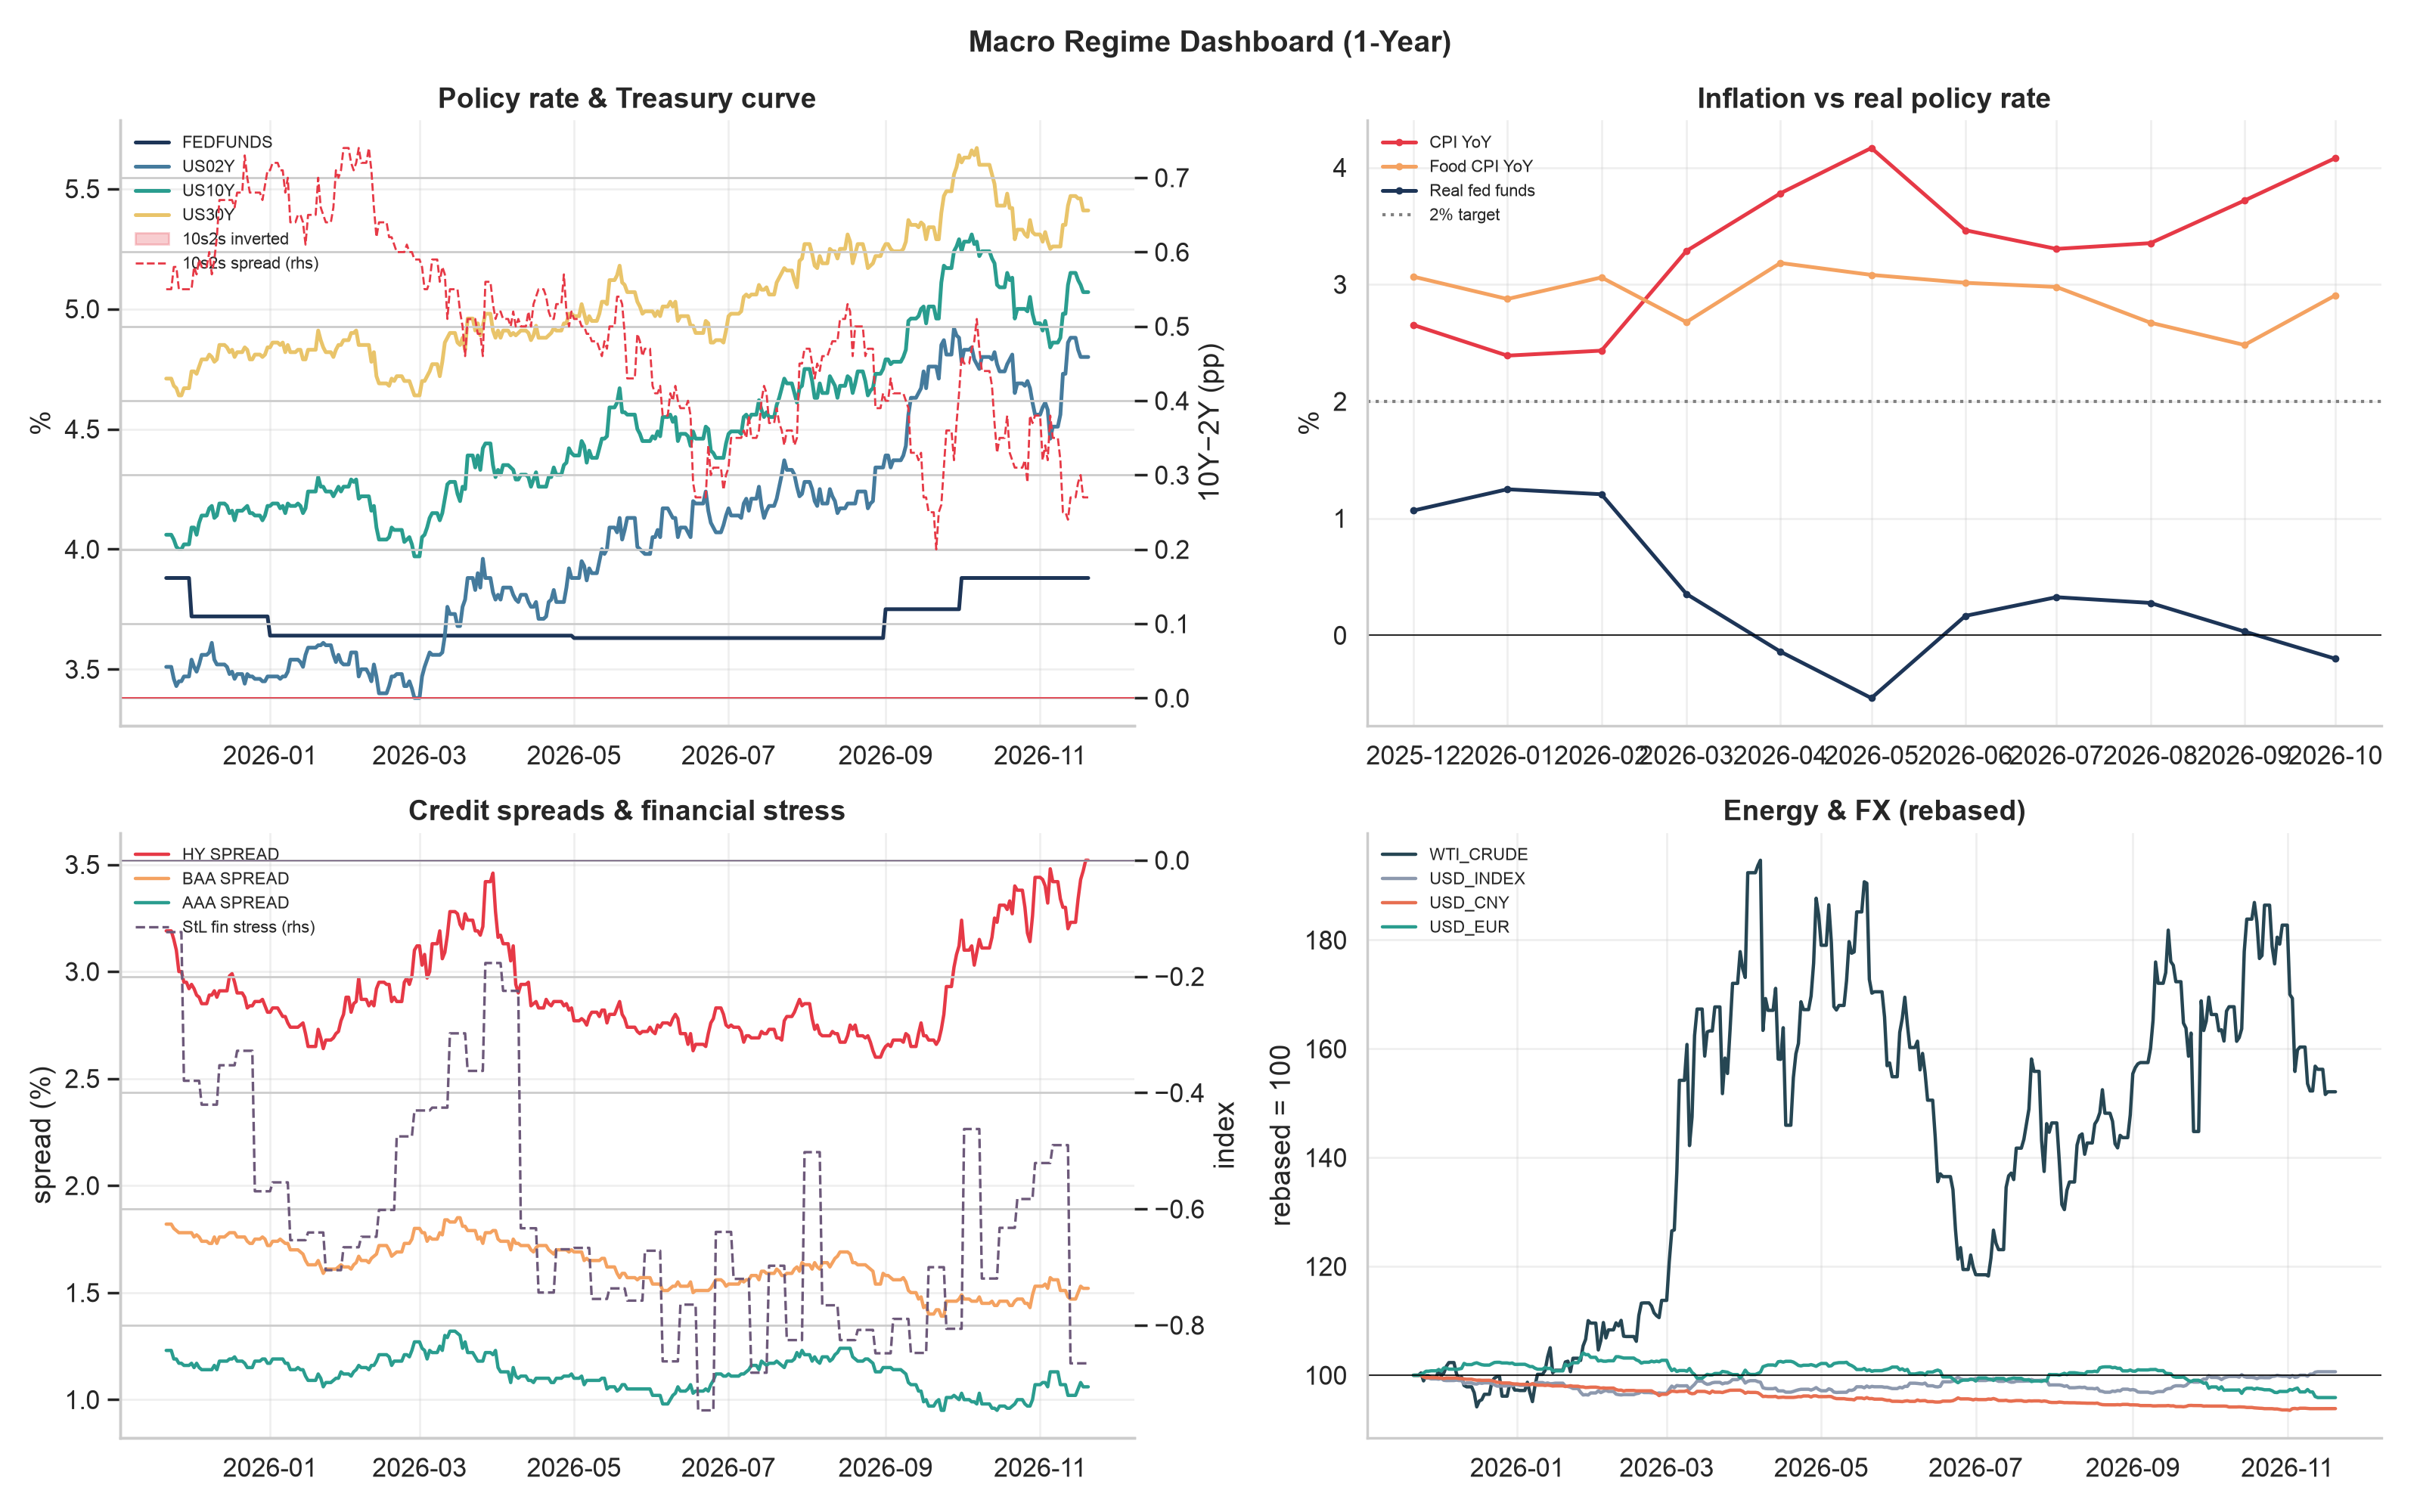 Macro Regime Dashboard (1-Year)
Policy rate & Treasury curve
FEDFUNDS
US02Y
US10Y
US30Y
10s2s inverted
10s2s spread (rhs)
%
5.5
5.0
4.5
4.0
3.5
0.7
0.6
0.5
0.4
0.3
0.2
0.1
0.0
10Y−2Y (pp)
2026-01
2026-03
2026-05
2026-07
2026-09
2026-11
Inflation vs real policy rate
CPI YoY
Food CPI YoY
Real fed funds
2% target
%
4
3
2
1
0
2025-12
2026-01
2026-02
2026-03
2026-04
2026-05
2026-06
2026-07
2026-08
2026-09
2026-10
Credit spreads & financial stress
HY SPREAD
BAA SPREAD
AAA SPREAD
StL fin stress (rhs)
spread (%)
3.5
3.0
2.5
2.0
1.5
1.0
0.0
−0.2
−0.4
−0.6
−0.8
index
2026-01
2026-03
2026-05
2026-07
2026-09
2026-11
Energy & FX (rebased)
WTI_CRUDE
USD_INDEX
USD_CNY
USD_EUR
rebased = 100
180
160
140
120
100
2026-01
2026-03
2026-05
2026-07
2026-09
2026-11